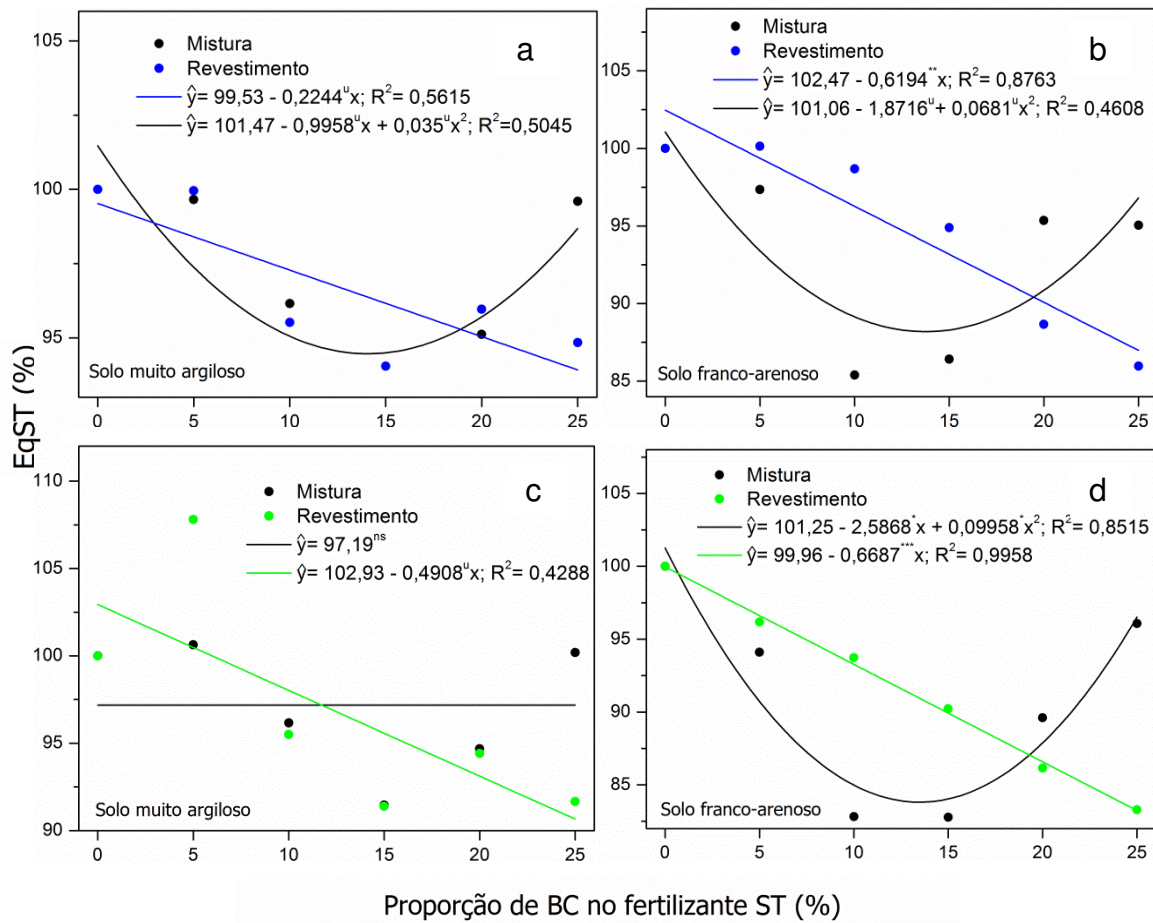 EqST (%)
a
Mistura
Revestimento
ŷ= 99,53 - 0,2244ᵘx; R²= 0,5615
ŷ= 101,47 - 0,9958ᵘx + 0,035ᵘx²; R²=0,5045
105
100
95
Solo muito argiloso
0 5 10 15 20 25
b
Mistura
Revestimento
ŷ= 102,47 - 0,6194**x; R²= 0,8763
ŷ= 101,06 - 1,8716ᵘ+ 0,0681ᵘx²; R²= 0,4608
105
100
95
90
85
Solo franco-arenoso
0 5 10 15 20 25
c
Mistura
Revestimento
ŷ= 97,19ⁿˢ
ŷ= 102,93 - 0,4908ᵘx; R²= 0,4288
110
105
100
95
90
Solo muito argiloso
0 5 10 15 20 25
d
Mistura
Revestimento
ŷ= 101,25 - 2,5868*x + 0,09958*x²; R²= 0,8515
ŷ= 99,96 - 0,6687***x; R²= 0,9958
105
100
95
90
85
Solo franco-arenoso
0 5 10 15 20 25
Proporção de BC no fertilizante ST (%)